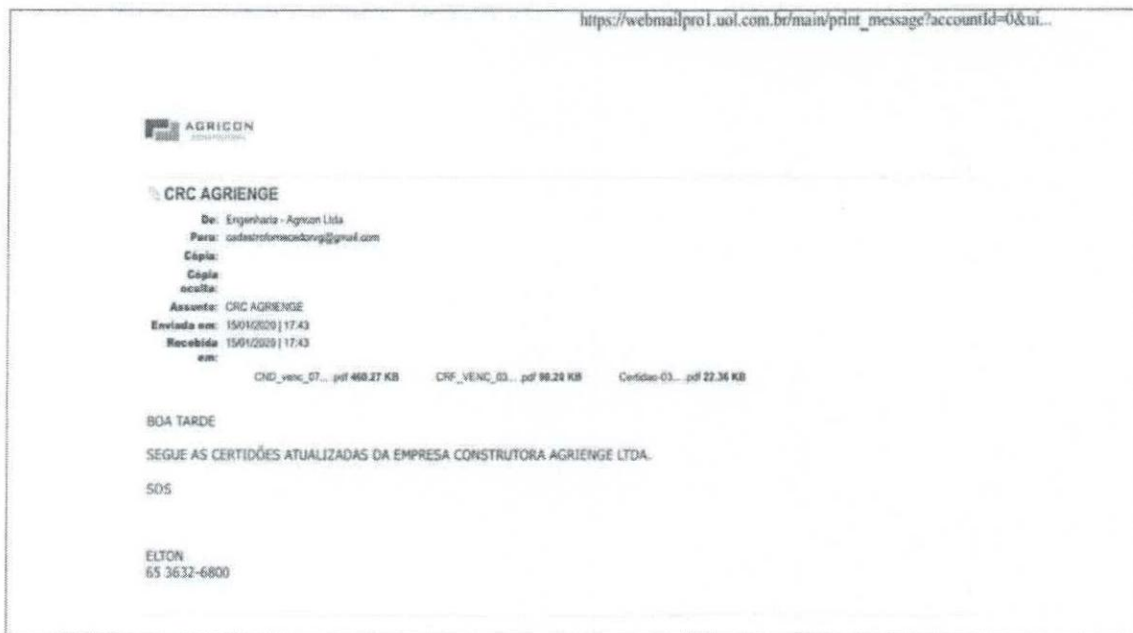 https://webmailpro1.uol.com.br/main/print_message?accountId=0&ui...
AGRICON
CRC AGRIENGE
De: Engenharia - Agricon Ltda
Para: cadastrofornecedorvg@gmail.com
Cópia:
Cópia
oculta:
Assunto: CRC AGRIENGE
Enviada em: 15/01/2020 | 17:43
Recebida 15/01/2020 | 17:43
em:
CND_venc_07... .pdf 460.27 KB CRF_VENC_03... .pdf 98.28 KB Certidao-03... .pdf 22.36 KB
BOA TARDE
SEGUE AS CERTIDÕES ATUALIZADAS DA EMPRESA CONSTRUTORA AGRIENGE LTDA.
SDS
ELTON
65 3632-6800